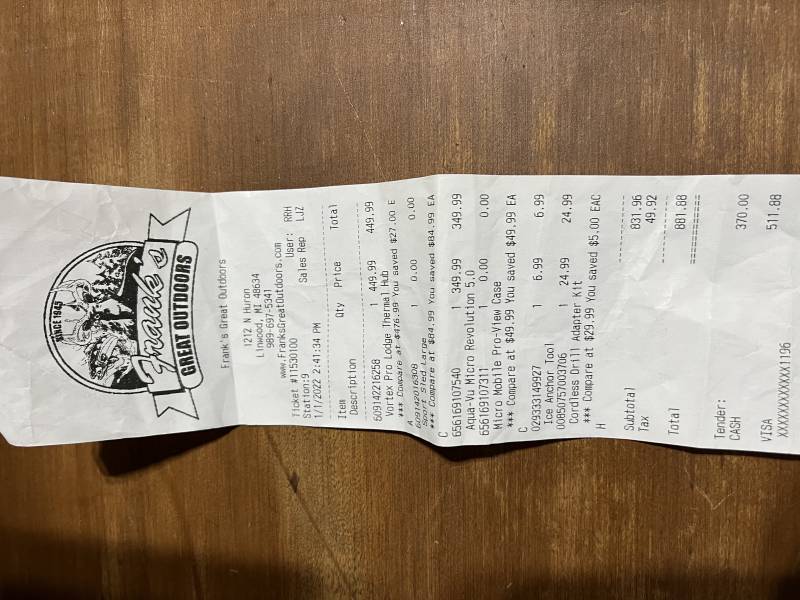 SINCE 1945
Frank's
GREAT OUTDOORS
Frank's Great Outdoors
1212 N Huron
Linwood, MI 48634
989-697-5341
www.FranksGreatOutdoors.com
Ticket #11530100 User: RRH
Station:9 Sales Rep LJZ
1/1/2022 2:41:34 PM
Item Qty Price Total
Description
609142216258 1 449.99 449.99
Vortex Pro Lodge Thermal Hub
*** Compare at $476.99 You saved $27.00 E
A
609142016308 1 0.00 0.00
Sport Sled Large
*** Compare at $84.99 You saved $84.99 EA
C
656169107540 1 349.99 349.99
Aqua-Vu Micro Revolution 5.0
656169107311 1 0.00 0.00
Micro Mobile Pro-View Case
*** Compare at $49.99 You saved $49.99 EA
C
029333149927 1 6.99 6.99
Ice Anchor Tool
00850757003706 1 24.99 24.99
Cordless Drill Adapter Kit
*** Compare at $29.99 You saved $5.00 EAC
H
Subtotal 831.96
Tax 49.92
Total 881.88
Tender:
CASH 370.00
VISA 511.88
XXXXXXXXXXXX1196